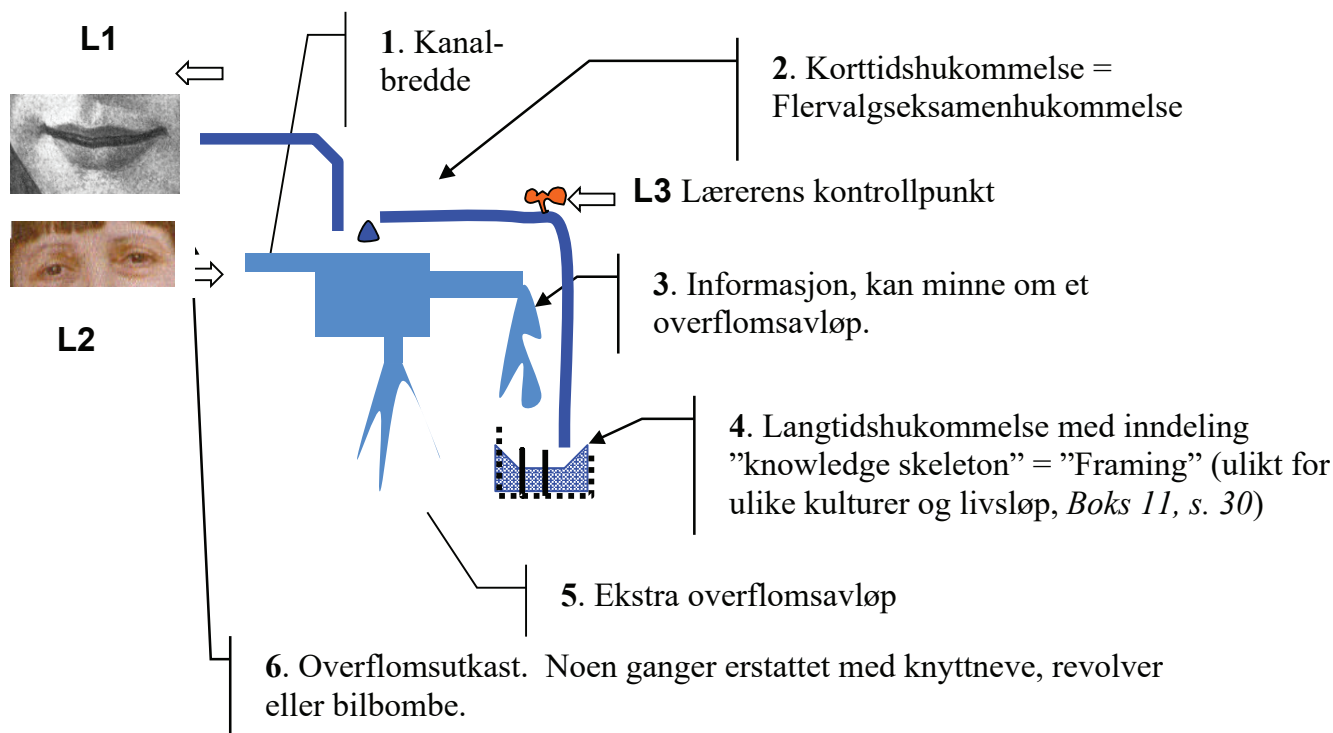 L1
1. Kanal-
bredde
2. Korttidshukommelse =
Flervalgseksamenhukommelse
L3 Lærerens kontrollpunkt
L2
3. Informasjon, kan minne om et
overflomsavløp.
4. Langtidshukommelse med inndeling
”knowledge skeleton” = ”Framing” (ulikt for
ulike kulturer og livsløp, Boks 11, s. 30)
5. Ekstra overflomsavløp
6. Overflomsutkast. Noen ganger erstattet med knyttneve, revolver
eller bilbombe.